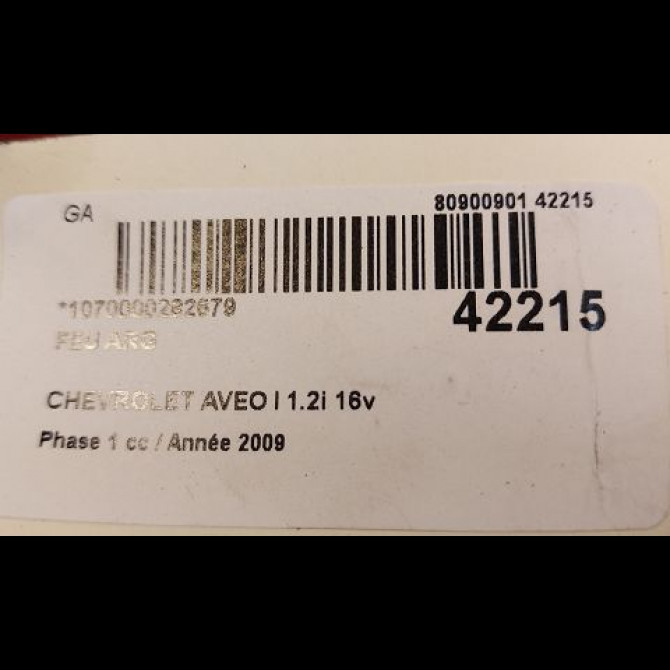 GA
80900901 42215
*1070000282679
42215
FEU ARG
CHEVROLET AVEO I 1.2i 16v
Phase 1 cc / Année 2009